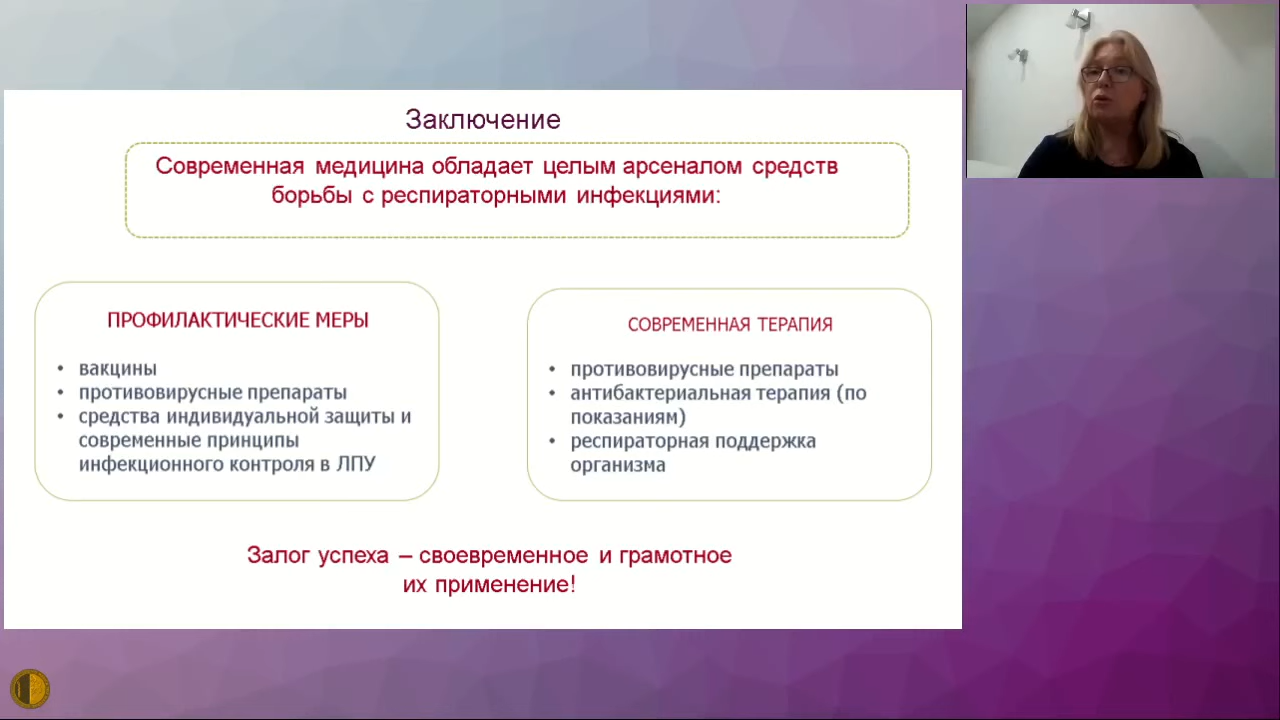 Заключение
Современная медицина обладает целым арсеналом средств
борьбы с респираторными инфекциями:
ПРОФИЛАКТИЧЕСКИЕ МЕРЫ
• вакцины
• противовирусные препараты
• средства индивидуальной защиты и
современные принципы
инфекционного контроля в ЛПУ
СОВРЕМЕННАЯ ТЕРАПИЯ
• противовирусные препараты
• антибактериальная терапия (по
показаниям)
• респираторная поддержка
организма
Залог успеха – своевременное и грамотное
их применение!